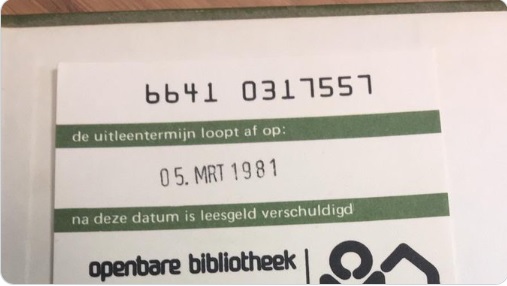 6641 0317557
de uitleentermijn loopt af op:
05. MRT 1981
na deze datum is leesgeld verschuldigd
openbare bibliotheek